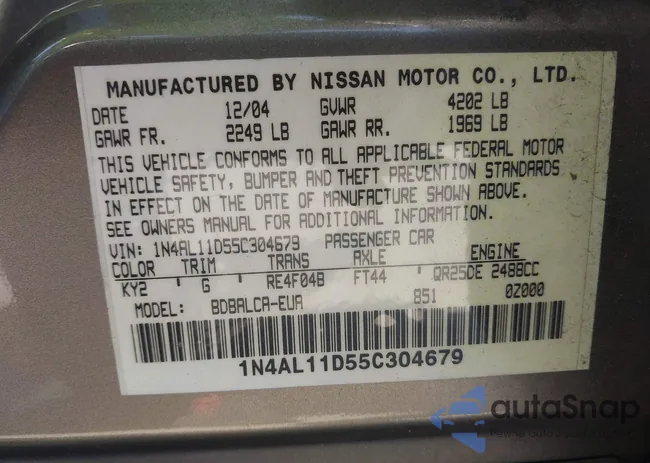 MANUFACTURED BY NISSAN MOTOR CO., LTD.
DATE 12/04 GVWR 4202 LB
GAWR FR. 2249 LB GAWR RR. 1969 LB
THIS VEHICLE CONFORMS TO ALL APPLICABLE FEDERAL MOTOR
VEHICLE SAFETY, BUMPER AND THEFT PREVENTION STANDARDS
IN EFFECT ON THE DATE OF MANUFACTURE SHOWN ABOVE.
SEE OWNERS MANUAL FOR ADDITIONAL INFORMATION.
VIN: 1N4AL11D55C304679 PASSENGER CAR
COLOR TRIM TRANS AXLE ENGINE
KY2 G RE4F04B FT44 QR25DE 2488CC
MODEL: BDBALCA-EUA 851 0Z000
1N4AL11D55C304679
autoSnap